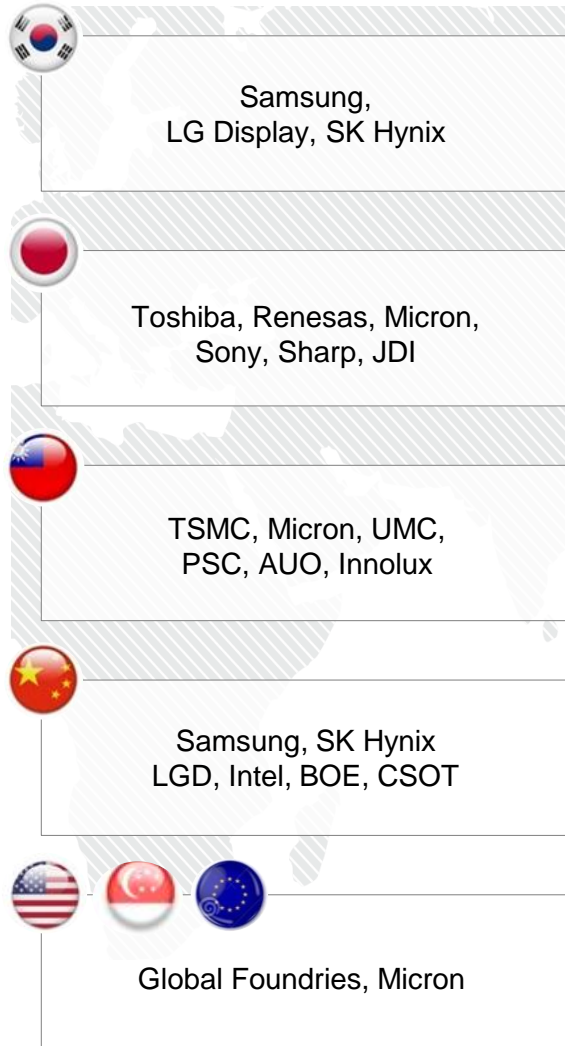 Samsung,
LG Display, SK Hynix
Toshiba, Renesas, Micron,
Sony, Sharp, JDI
TSMC, Micron, UMC,
PSC, AUO, Innolux
Samsung, SK Hynix
LGD, Intel, BOE, CSOT
Global Foundries, Micron